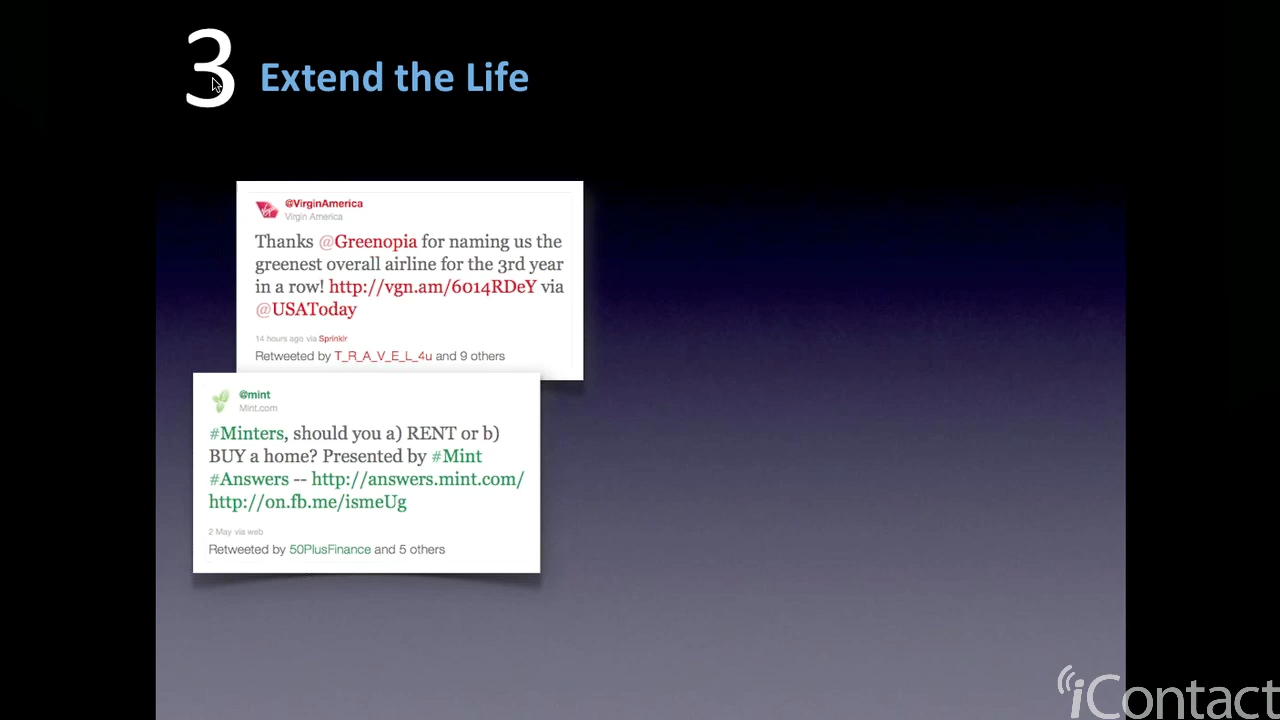 3 Extend the Life
@VirginAmerica
Virgin America
Thanks @Greenopia for naming us the
greenest overall airline for the 3rd year
in a row! http://vgn.am/6014RDeY via
@USAToday
14 hours ago via Sprinklr
Retweeted by T_R_A_V_E_L_4u and 9 others
@mint
Mint.com
#Minters, should you a) RENT or b)
BUY a home? Presented by #Mint
#Answers -- http://answers.mint.com/
http://on.fb.me/ismeUg
2 May via web
Retweeted by 50PlusFinance and 5 others
iContact